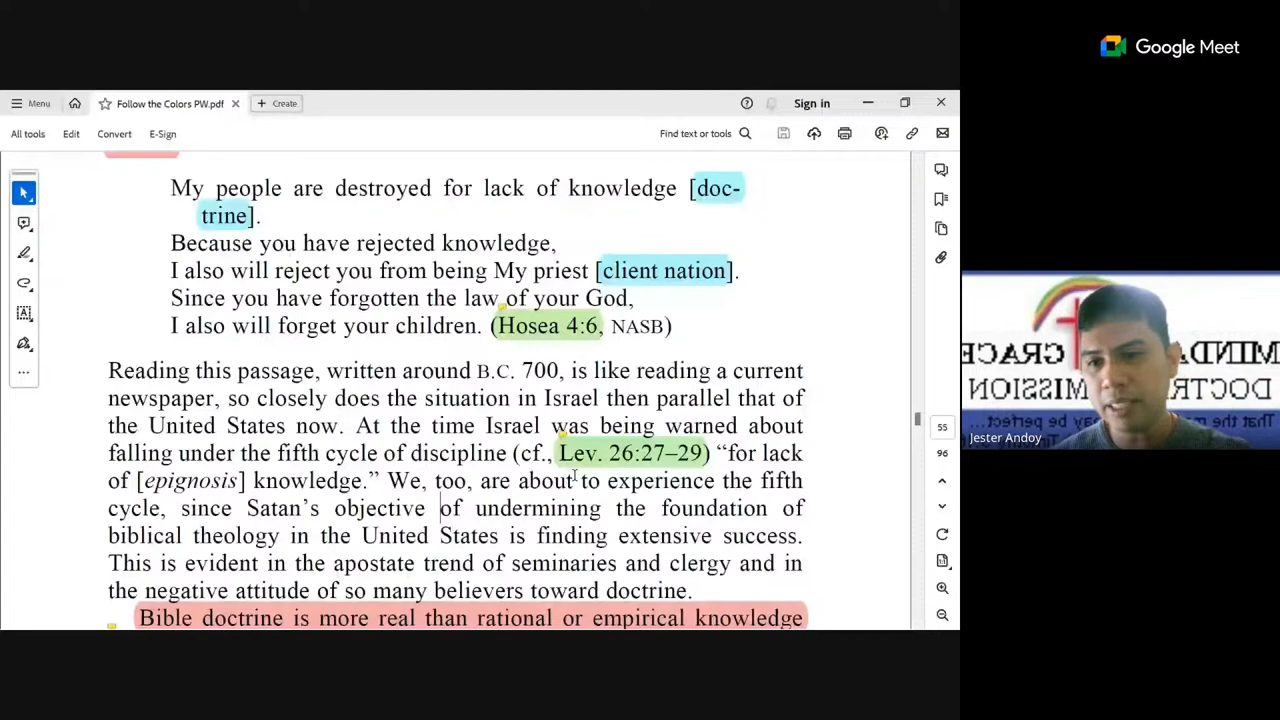 Google Meet
Menu
Follow the Colors PW.pdf
Create
Sign in
All tools
Edit
Convert
E-Sign
Find text or tools
My people are destroyed for lack of knowledge [doc-
trine].
Because you have rejected knowledge,
I also will reject you from being My priest [client nation].
Since you have forgotten the law of your God,
I also will forget your children. (Hosea 4:6, NASB)
Reading this passage, written around B.C. 700, is like reading a current
newspaper, so closely does the situation in Israel then parallel that of
the United States now. At the time Israel was being warned about
falling under the fifth cycle of discipline (cf., Lev. 26:27–29) “for lack
of [epignosis] knowledge.” We, too, are about to experience the fifth
cycle, since Satan’s objective of undermining the foundation of
biblical theology in the United States is finding extensive success.
This is evident in the apostate trend of seminaries and clergy and in
the negative attitude of so many believers toward doctrine.
Bible doctrine is more real than rational or empirical knowledge
55
96
MINDA
GRACE
DOCTR
MISSION
"That you may be perfect
Jester Andoy